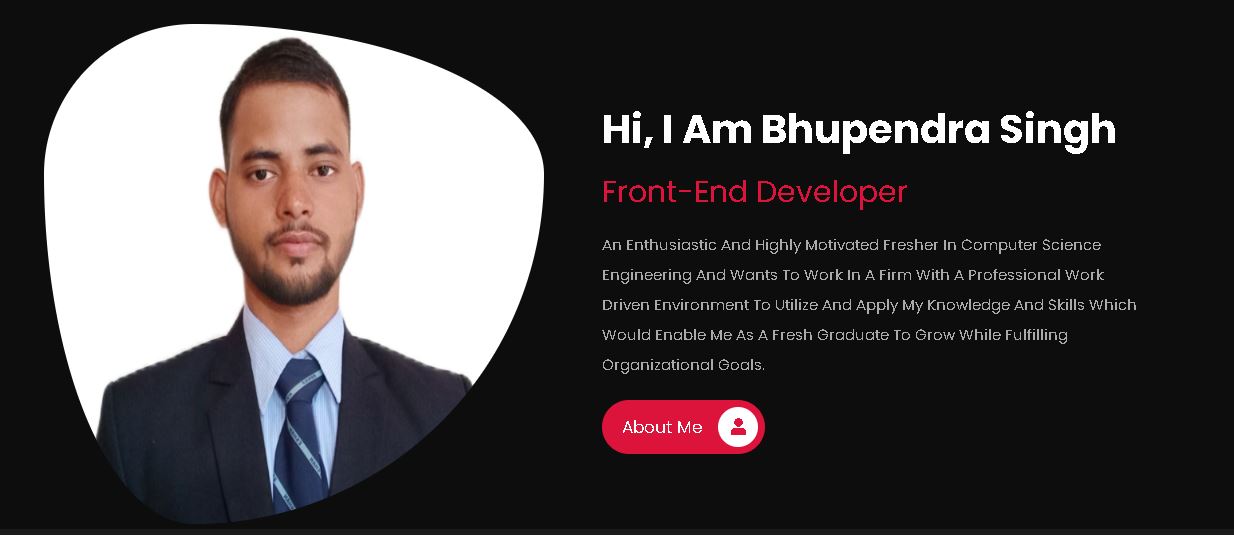 Hi, I Am Bhupendra Singh
Front-End Developer
An Enthusiastic And Highly Motivated Fresher In Computer Science
Engineering And Wants To Work In A Firm With A Professional Work
Driven Environment To Utilize And Apply My Knowledge And Skills Which
Would Enable Me As A Fresh Graduate To Grow While Fulfilling
Organizational Goals.
About Me